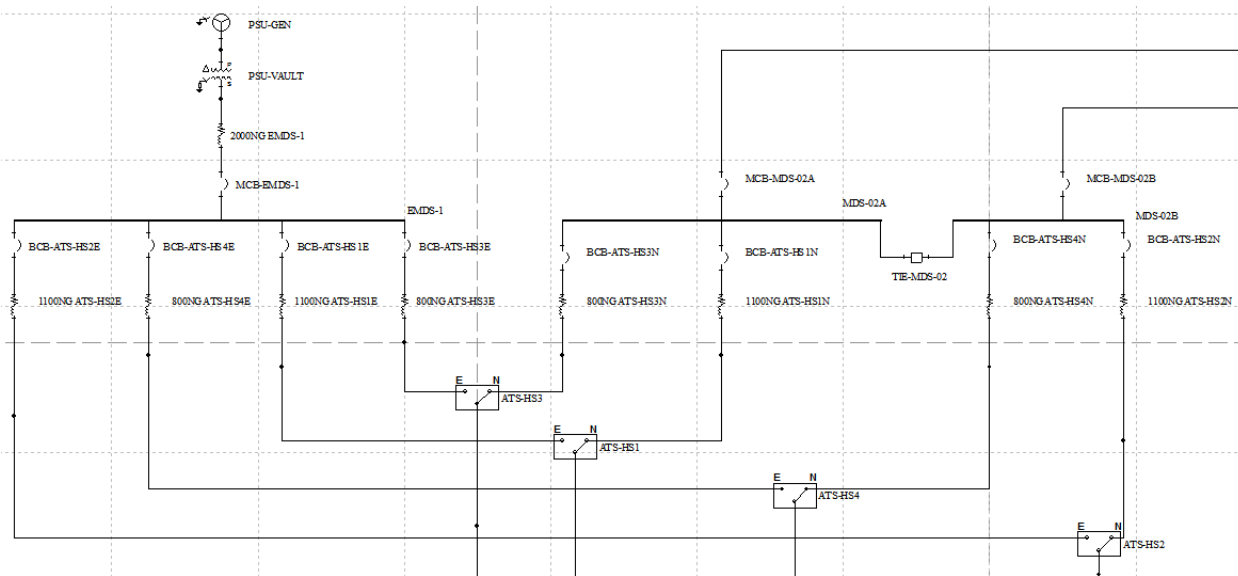 PSU-GEN
P
PSU-VAULT
S
2000NG EMDS-1
MCB-EMDS-1
MCB-MDS-02A
MCB-MDS-02B
EMDS-1
MDS-02A
MDS-02B
BCB-ATS-HS2E
BCB-ATS-HS4E
BCB-ATS-HS1E
BCB-ATS-HS3E
BCB-ATS-HS3N
BCB-ATS-HS1N
BCB-ATS-HS4N
BCB-ATS-HS2N
TIE-MDS-02
1100NG ATS-HS2E
800NG ATS-HS4E
1100NG ATS-HS1E
800NG ATS-HS3E
800NG ATS-HS3N
1100NG ATS-HS1N
800NG ATS-HS4N
1100NG ATS-HS2N
E N
ATS-HS3
E N
ATS-HS1
E N
ATS-HS4
E N
ATS-HS2